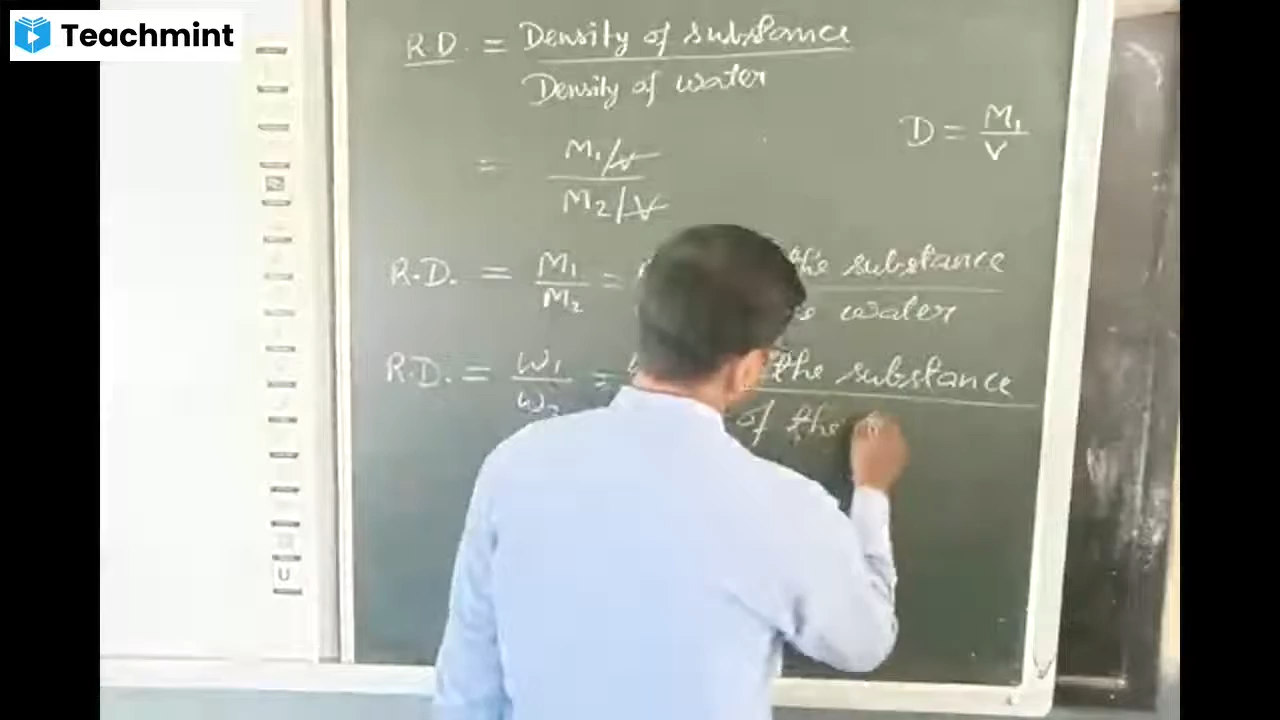 Teachmint
R.D. = Density of substance
Density of water
D = M1
V
= M1/V
M2/V
R.D. = M1 = the substance
M2 water
R.D. = W1 = the substance
W2 of the
U